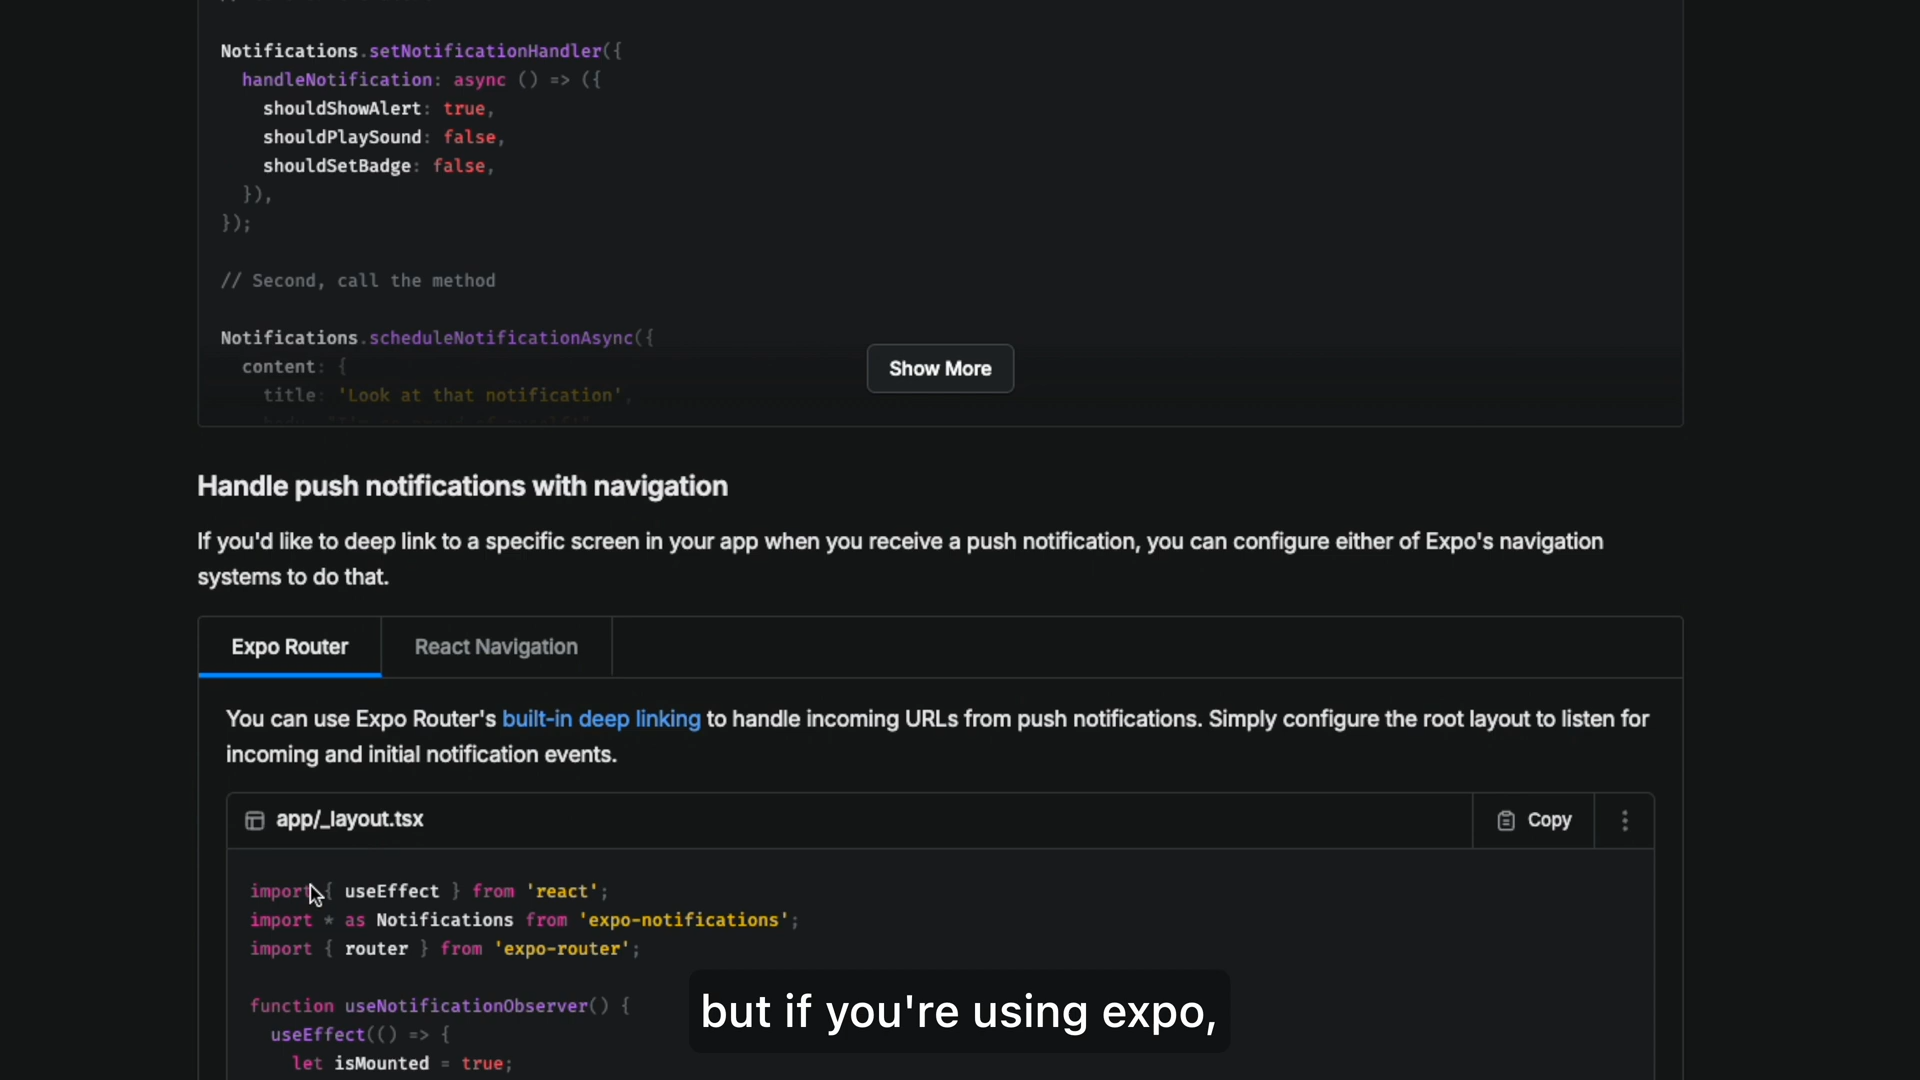 Notifications.setNotificationHandler({
handleNotification: async () => ({
shouldShowAlert: true,
shouldPlaySound: false,
shouldSetBadge: false,
}),
});
// Second, call the method
Notifications.scheduleNotificationAsync({
content: {
title: 'Look at that notification',
Show More
Handle push notifications with navigation
If you'd like to deep link to a specific screen in your app when you receive a push notification, you can configure either of Expo's navigation
systems to do that.
Expo Router
React Navigation
You can use Expo Router's built-in deep linking to handle incoming URLs from push notifications. Simply configure the root layout to listen for
incoming and initial notification events.
app/_layout.tsx
Copy
import { useEffect } from 'react';
import * as Notifications from 'expo-notifications';
import { router } from 'expo-router';
function useNotificationObserver() {
useEffect(() => {
let isMounted = true;
but if you're using expo,